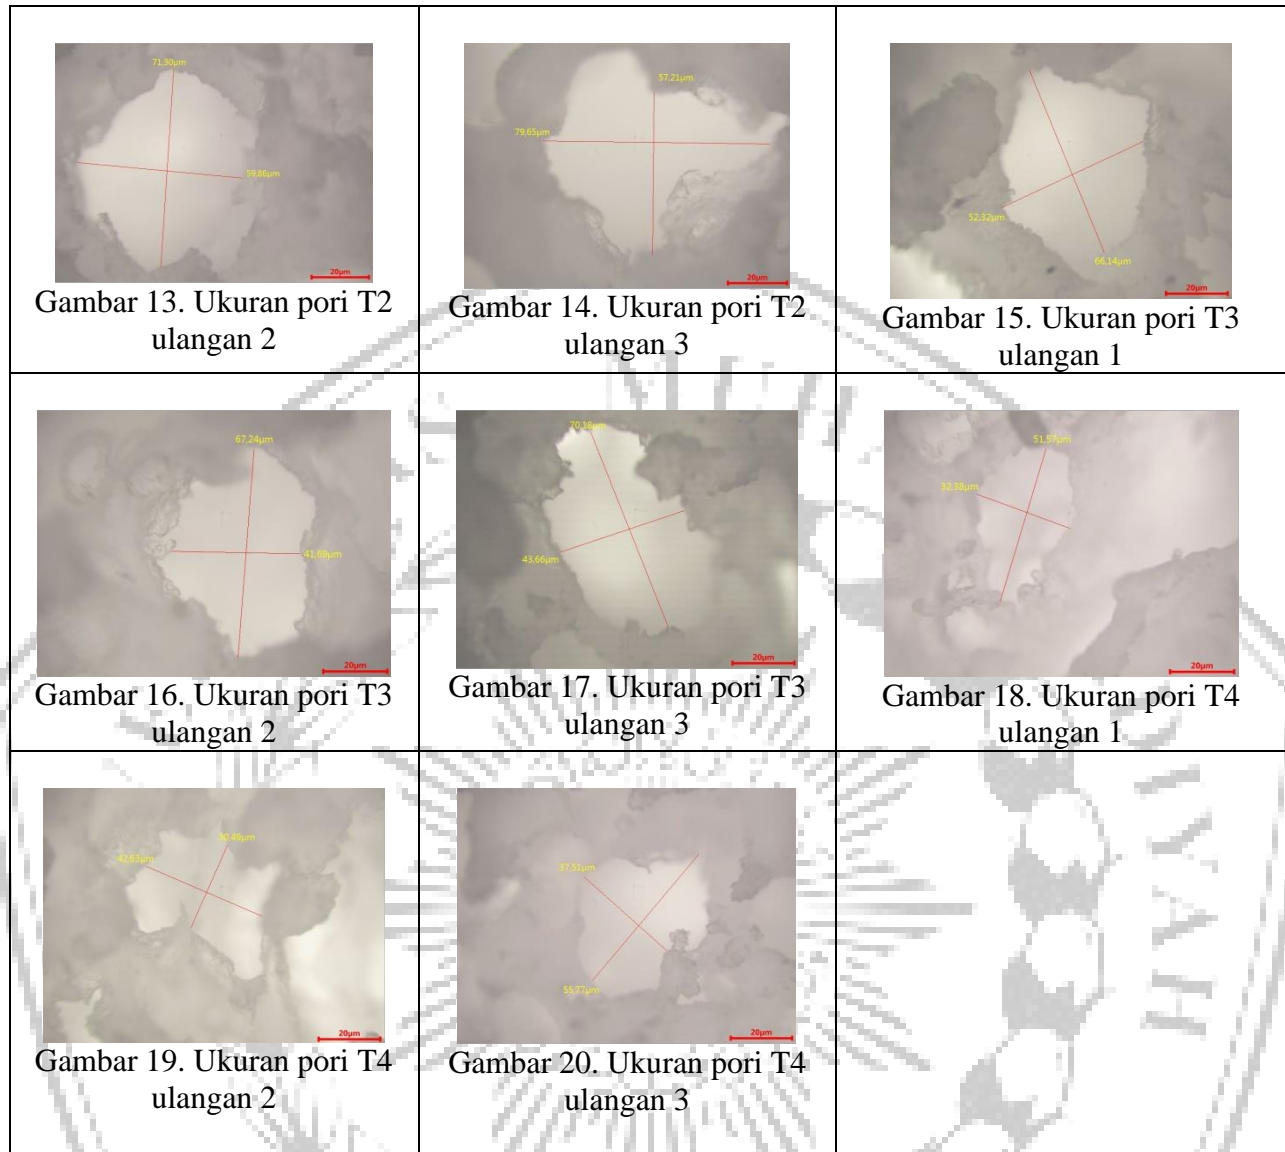 71,30µm
59,86µm
20µm
Gambar 13. Ukuran pori T2
ulangan 2
57,21µm
79,65µm
20µm
Gambar 14. Ukuran pori T2
ulangan 3
52,32µm
66,14µm
20µm
Gambar 15. Ukuran pori T3
ulangan 1
67,24µm
41,69µm
20µm
Gambar 16. Ukuran pori T3
ulangan 2
70,18µm
43,66µm
20µm
Gambar 17. Ukuran pori T3
ulangan 3
51,57µm
32,38µm
20µm
Gambar 18. Ukuran pori T4
ulangan 1
30,49µm
42,63µm
20µm
Gambar 19. Ukuran pori T4
ulangan 2
37,51µm
55,77µm
20µm
Gambar 20. Ukuran pori T4
ulangan 3